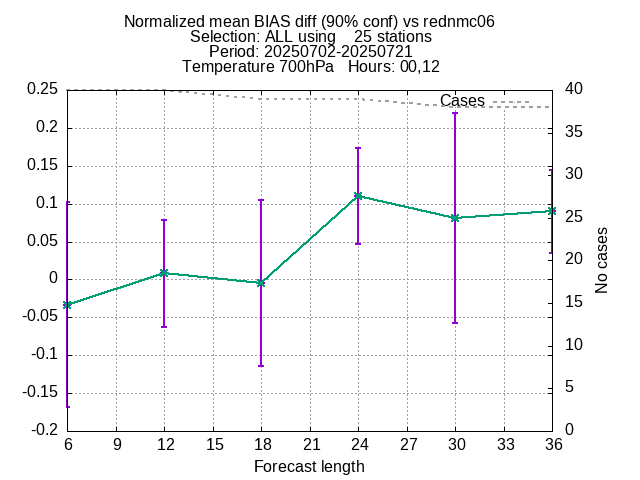 Normalized mean BIAS diff (90% conf) vs rednmc06
Selection: ALL using    25 stations
Period: 20250702-20250721
Temperature 700hPa   Hours: 00,12
Cases
0.25
0.2
0.15
0.1
0.05
0
-0.05
-0.1
-0.15
-0.2
40
35
30
25
20
15
10
5
0
No cases
6 9 12 15 18 21 24 27 30 33 36
Forecast length